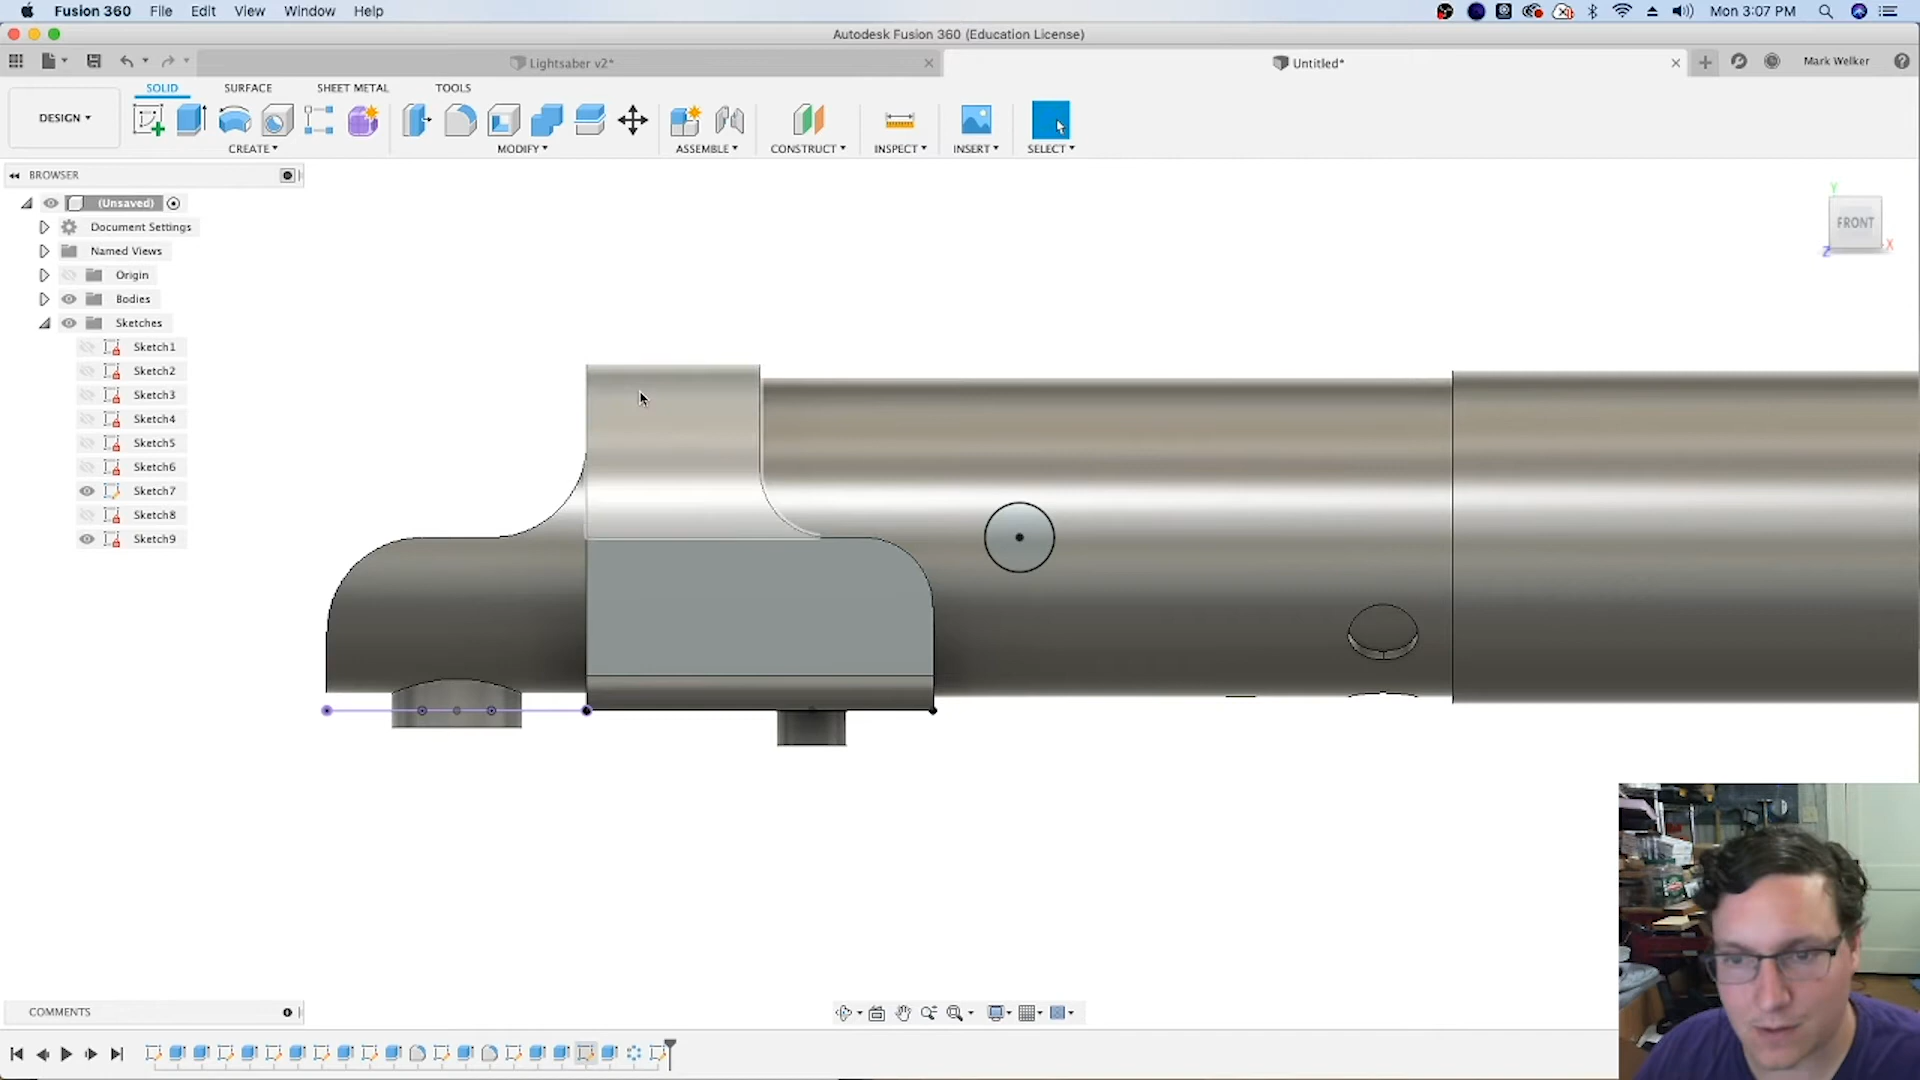 Fusion 360 File Edit View Window Help Mon 3:07 PM
Autodesk Fusion 360 (Education License)
Lightsaber v2* Untitled* Mark Welker
SOLID SURFACE SHEET METAL TOOLS
DESIGN
CREATE MODIFY ASSEMBLE CONSTRUCT INSPECT INSERT SELECT
BROWSER
(Unsaved)
Document Settings
Named Views
Origin
Bodies
Sketches
Sketch1
Sketch2
Sketch3
Sketch4
Sketch5
Sketch6
Sketch7
Sketch8
Sketch9
Y
FRONT
X
Z
COMMENTS